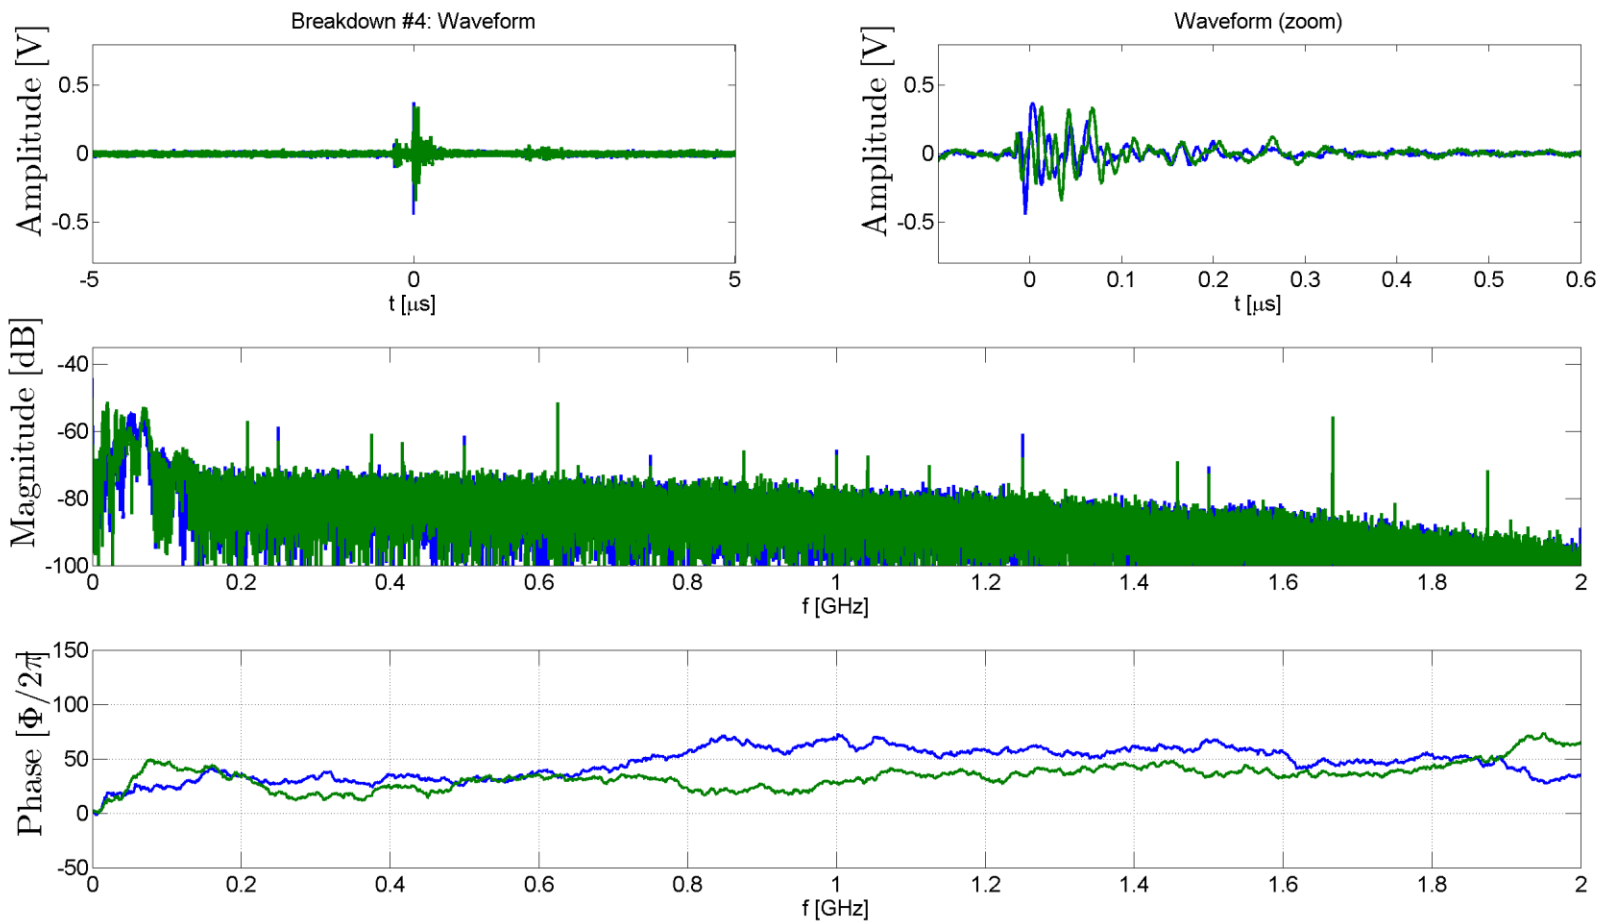 Breakdown #4: Waveform
Amplitude [V]
0.5
0
-0.5
-5 0 5
t [μs]
Waveform (zoom)
Amplitude [V]
0.5
0
-0.5
0 0.1 0.2 0.3 0.4 0.5 0.6
t [μs]
Magnitude [dB]
-40
-60
-80
-100
0 0.2 0.4 0.6 0.8 1 1.2 1.4 1.6 1.8 2
f [GHz]
Phase [Φ/2π]
150
100
50
0
-50
0 0.2 0.4 0.6 0.8 1 1.2 1.4 1.6 1.8 2
f [GHz]